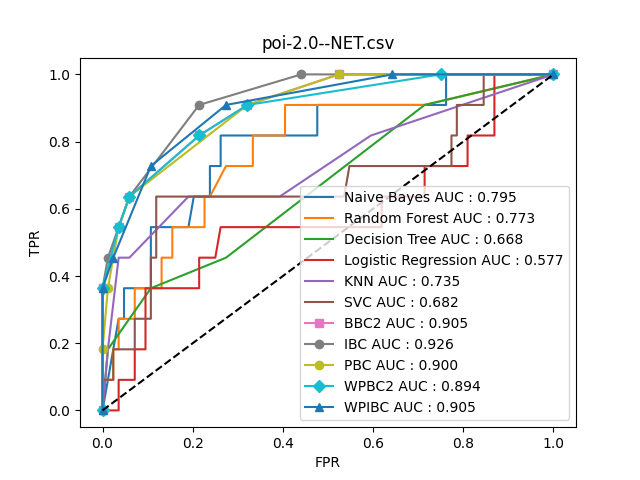 poi-2.0--NET.csv
1.0
0.8
0.6
0.4
0.2
0.0
TPR
Naive Bayes AUC : 0.795
Random Forest AUC : 0.773
Decision Tree AUC : 0.668
Logistic Regression AUC : 0.577
KNN AUC : 0.735
SVC AUC : 0.682
BBC2 AUC : 0.905
IBC AUC : 0.926
PBC AUC : 0.900
WPBC2 AUC : 0.894
WPIBC AUC : 0.905
0.0 0.2 0.4 0.6 0.8 1.0
FPR